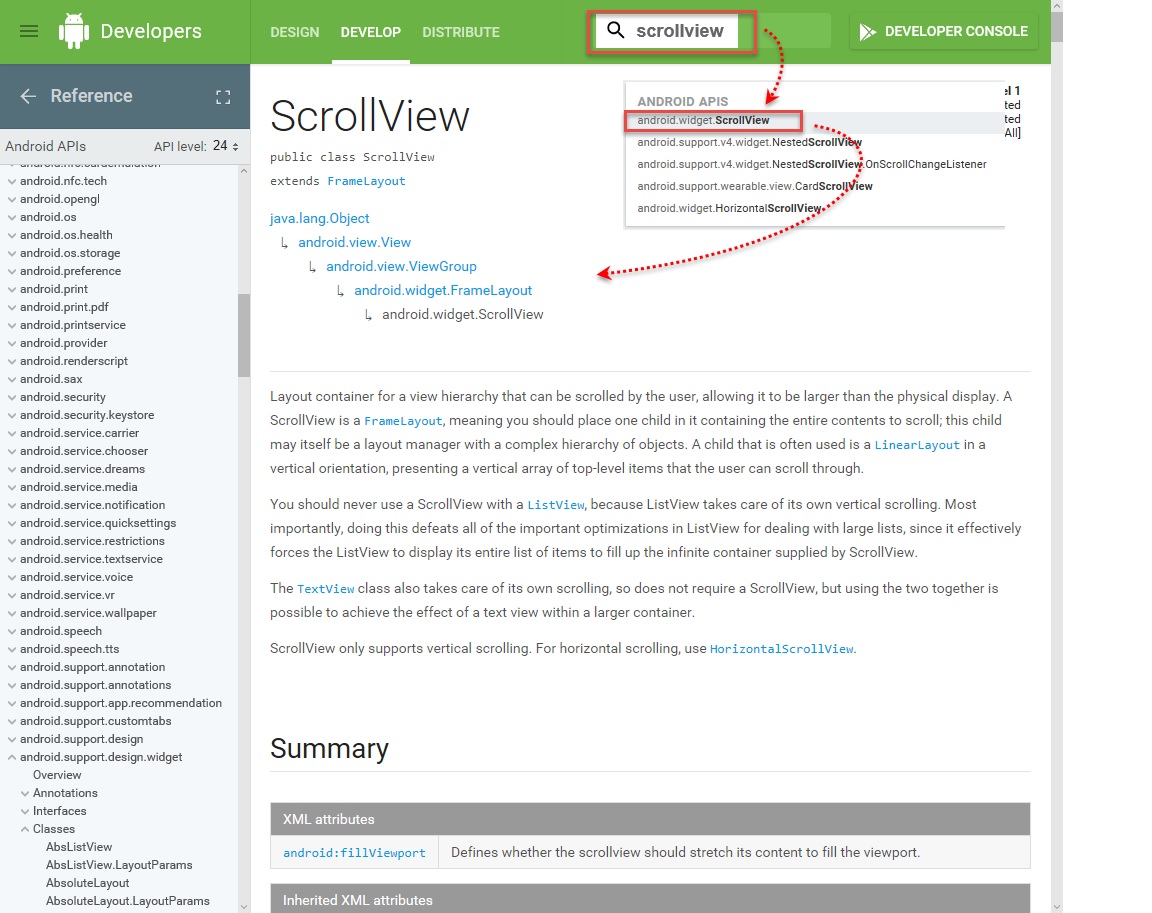 Developers
DESIGN DEVELOP DISTRIBUTE
scrollview
DEVELOPER CONSOLE
Reference
Android APIs API level: 24
android.nfc.cardemulation
android.nfc.tech
android.opengl
android.os
android.os.health
android.os.storage
android.preference
android.print
android.print.pdf
android.printservice
android.provider
android.renderscript
android.sax
android.security
android.security.keystore
android.service.carrier
android.service.chooser
android.service.dreams
android.service.media
android.service.notification
android.service.quicksettings
android.service.restrictions
android.service.textservice
android.service.voice
android.service.vr
android.service.wallpaper
android.speech
android.speech.tts
android.support.annotation
android.support.annotations
android.support.app.recommendation
android.support.customtabs
android.support.design
android.support.design.widget
Overview
Annotations
Interfaces
Classes
AbsListView
AbsListView.LayoutParams
AbsoluteLayout
AbsoluteLayout.LayoutParams
ScrollView
public class ScrollView
extends FrameLayout
java.lang.Object
↳ android.view.View
↳ android.view.ViewGroup
↳ android.widget.FrameLayout
↳ android.widget.ScrollView
ANDROID APIS
android.widget.ScrollView
android.support.v4.widget.NestedScrollView
android.support.v4.widget.NestedScrollView.OnScrollChangeListener
android.support.wearable.view.CardScrollView
android.widget.HorizontalScrollView
el 1
ted
ted
All]
Layout container for a view hierarchy that can be scrolled by the user, allowing it to be larger than the physical display. A
ScrollView is a FrameLayout, meaning you should place one child in it containing the entire contents to scroll; this child
may itself be a layout manager with a complex hierarchy of objects. A child that is often used is a LinearLayout in a
vertical orientation, presenting a vertical array of top-level items that the user can scroll through.
You should never use a ScrollView with a ListView, because ListView takes care of its own vertical scrolling. Most
importantly, doing this defeats all of the important optimizations in ListView for dealing with large lists, since it effectively
forces the ListView to display its entire list of items to fill up the infinite container supplied by ScrollView.
The TextView class also takes care of its own scrolling, so does not require a ScrollView, but using the two together is
possible to achieve the effect of a text view within a larger container.
ScrollView only supports vertical scrolling. For horizontal scrolling, use HorizontalScrollView.
Summary
XML attributes
android:fillViewport Defines whether the scrollview should stretch its content to fill the viewport.
Inherited XML attributes